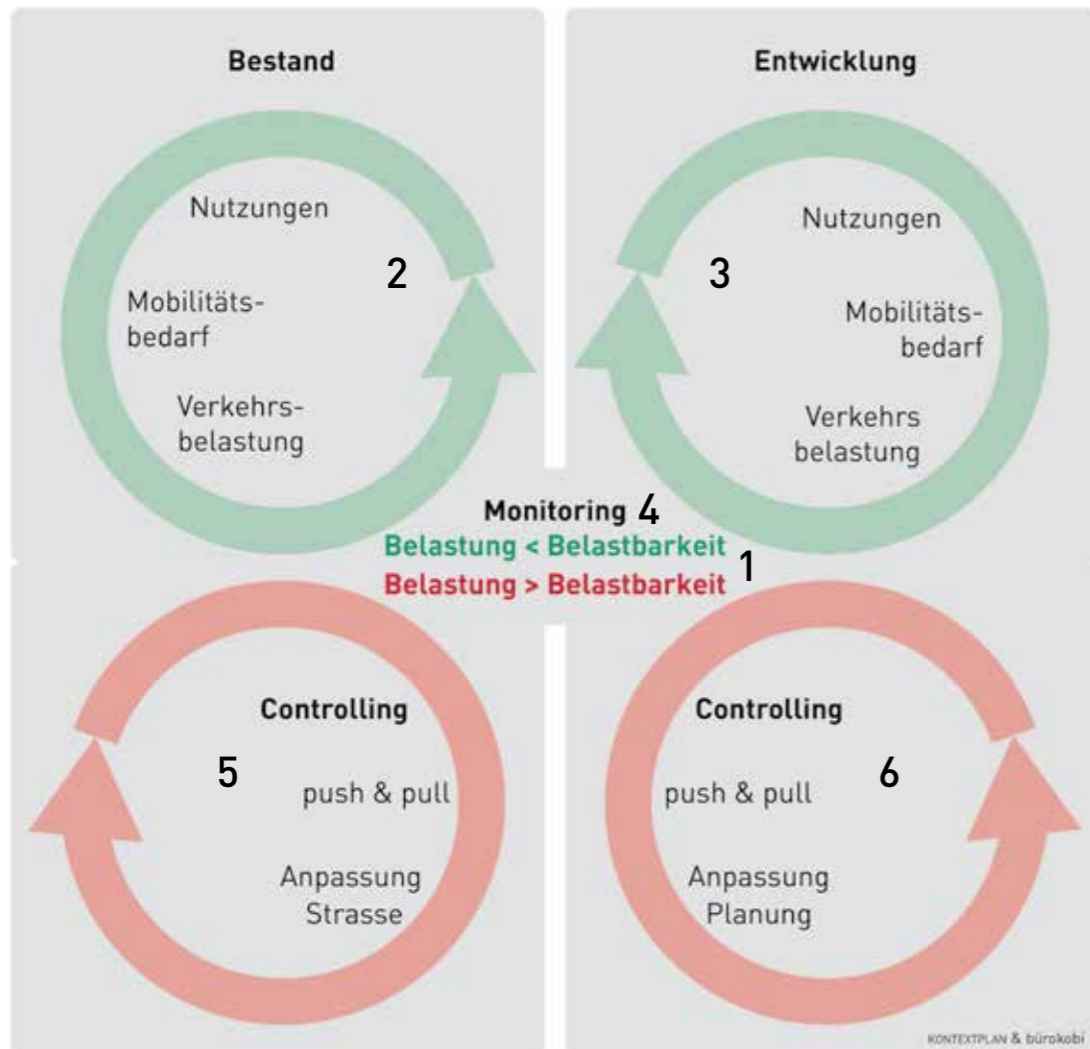 Bestand
Nutzungen
2
Mobilitäts-
bedarf
Verkehrs-
belastung
Entwicklung
Nutzungen
3
Mobilitäts-
bedarf
Verkehrs
belastung
Monitoring 4
Belastung < Belastbarkeit
1
Belastung > Belastbarkeit
Controlling
5
push & pull
Anpassung
Strasse
Controlling
6
push & pull
Anpassung
Planung
KONTEXTPLAN & bürokobi